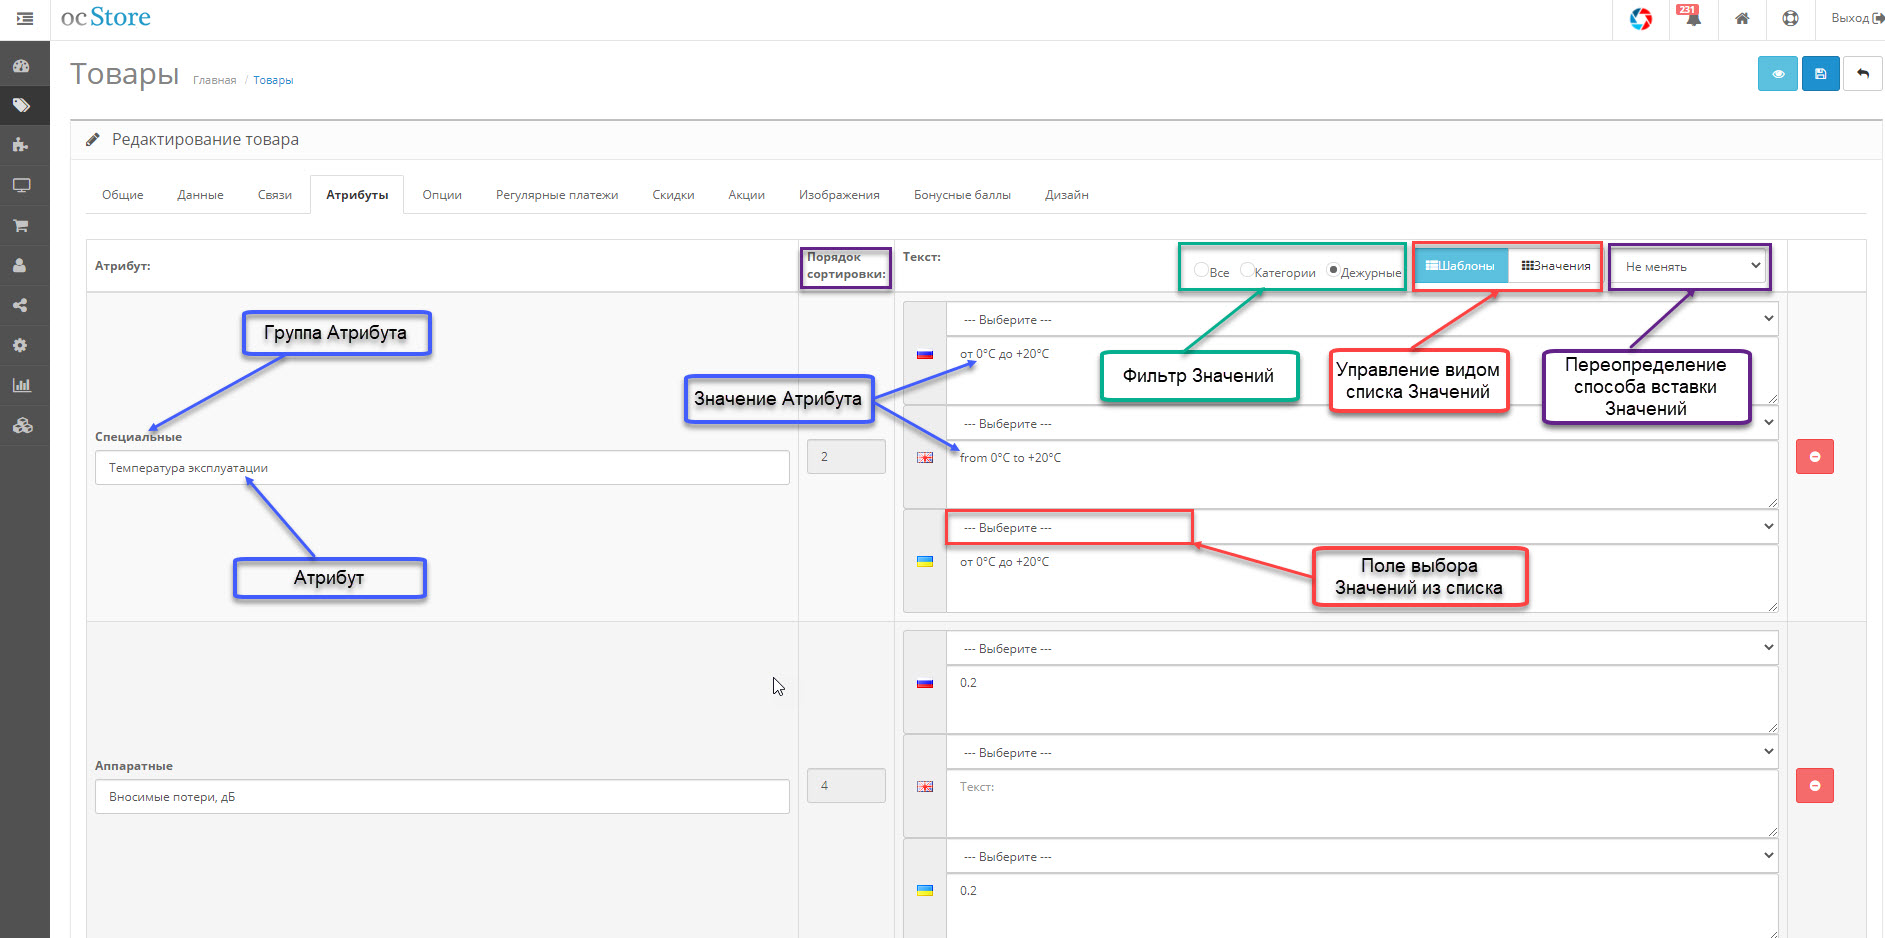 ocStore
231
Выход
Товары
Главная / Товары
Редактирование товара
Общие
Данные
Связи
Атрибуты
Опции
Регулярные платежи
Скидки
Акции
Изображения
Бонусные баллы
Дизайн
Атрибут:
Порядок
сортировки:
Текст:
Все
Категории
Дежурные
Шаблоны
Значения
Не менять
Группа Атрибута
Значение Атрибута
Фильтр Значений
Управление видом
списка Значений
Переопределение
способа вставки
Значений
Специальные
Температура эксплуатации
Атрибут
2
--- Выберите ---
от 0°C до +20°C
--- Выберите ---
from 0°C to +20°C
--- Выберите ---
от 0°C до +20°C
Поле выбора
Значений из списка
Аппаратные
Вносимые потери, дБ
4
--- Выберите ---
0.2
--- Выберите ---
Текст:
--- Выберите ---
0.2